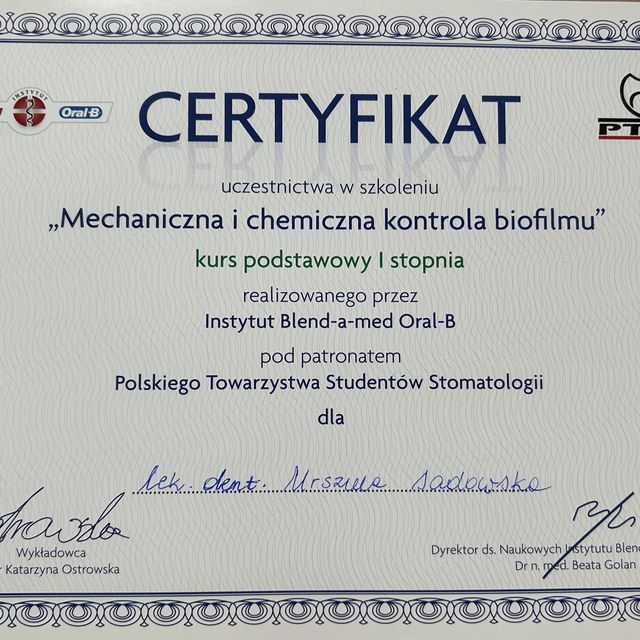 INSTYTUT
Oral-B
PT
CERTYFIKAT
uczestnictwa w szkoleniu
„Mechaniczna i chemiczna kontrola biofilmu”
kurs podstawowy I stopnia
realizowanego przez
Instytut Blend-a-med Oral-B
pod patronatem
Polskiego Towarzystwa Studentów Stomatologii
dla
lek. dent. Urszula Sadowska
Wykładowca
r Katarzyna Ostrowska
Dyrektor ds. Naukowych Instytutu Blend
Dr n. med. Beata Golan